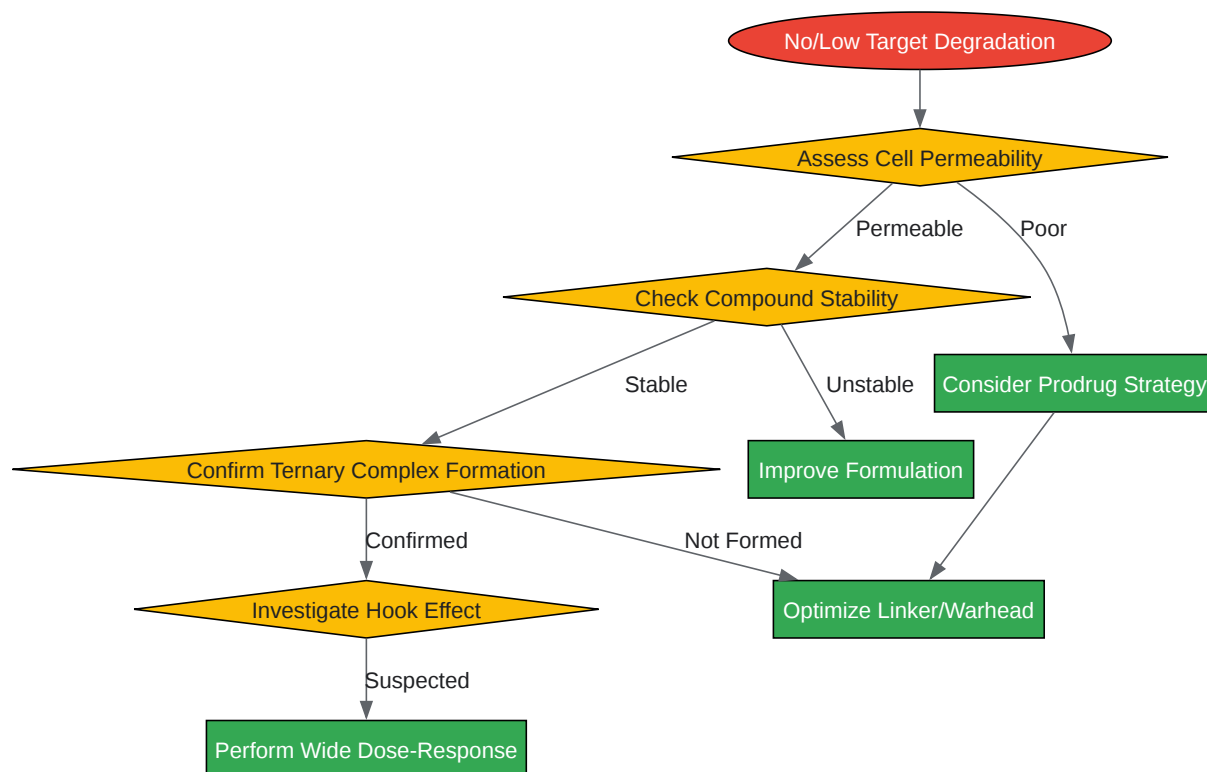 No/Low Target Degradation
Assess Cell Permeability
Permeable
Poor
Check Compound Stability
Stable
Unstable
Consider Prodrug Strategy
Confirm Ternary Complex Formation
Improve Formulation
Confirmed
Not Formed
Investigate Hook Effect
Optimize Linker/Warhead
Suspected
Perform Wide Dose-Response